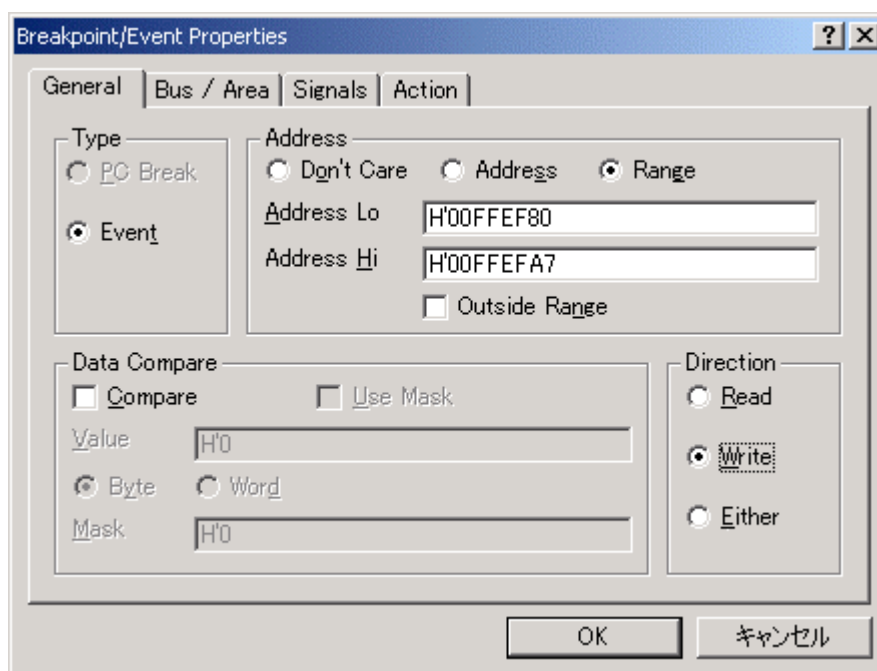 Breakpoint/Event Properties
General Bus / Area Signals Action
Type
PC Break
Event
Address
Don't Care Address Range
Address Lo H'00FFEF80
Address Hi H'00FFEFA7
Outside Range
Data Compare
Compare Use Mask
Value H'0
Byte Word
Mask H'0
Direction
Read
Write
Either
OK キャンセル